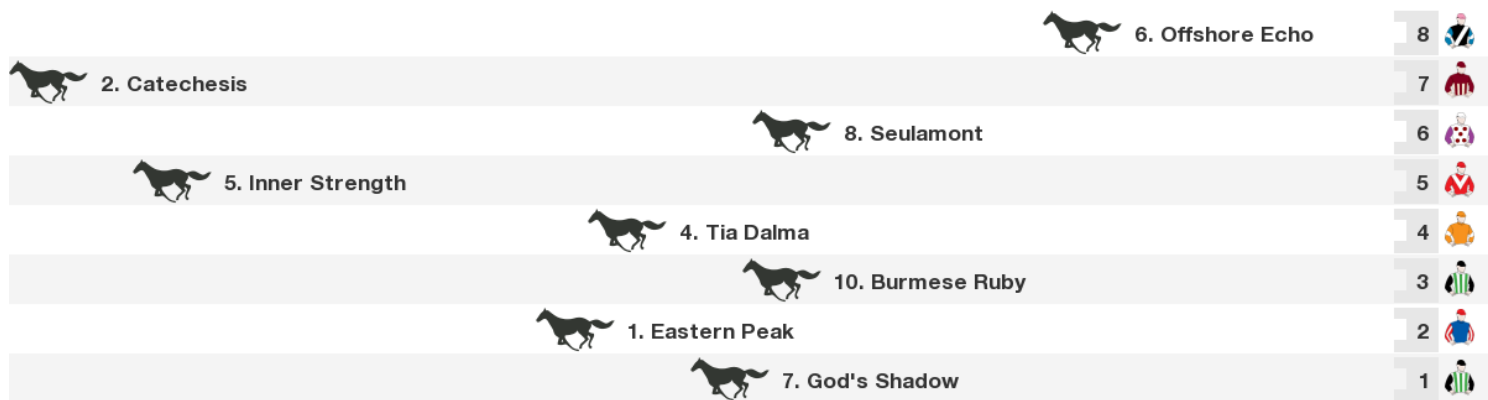 6. Offshore Echo 8
2. Catechesis 7
8. Seulamont 6
5. Inner Strength 5
4. Tia Dalma 4
10. Burmese Ruby 3
1. Eastern Peak 2
7. God's Shadow 1